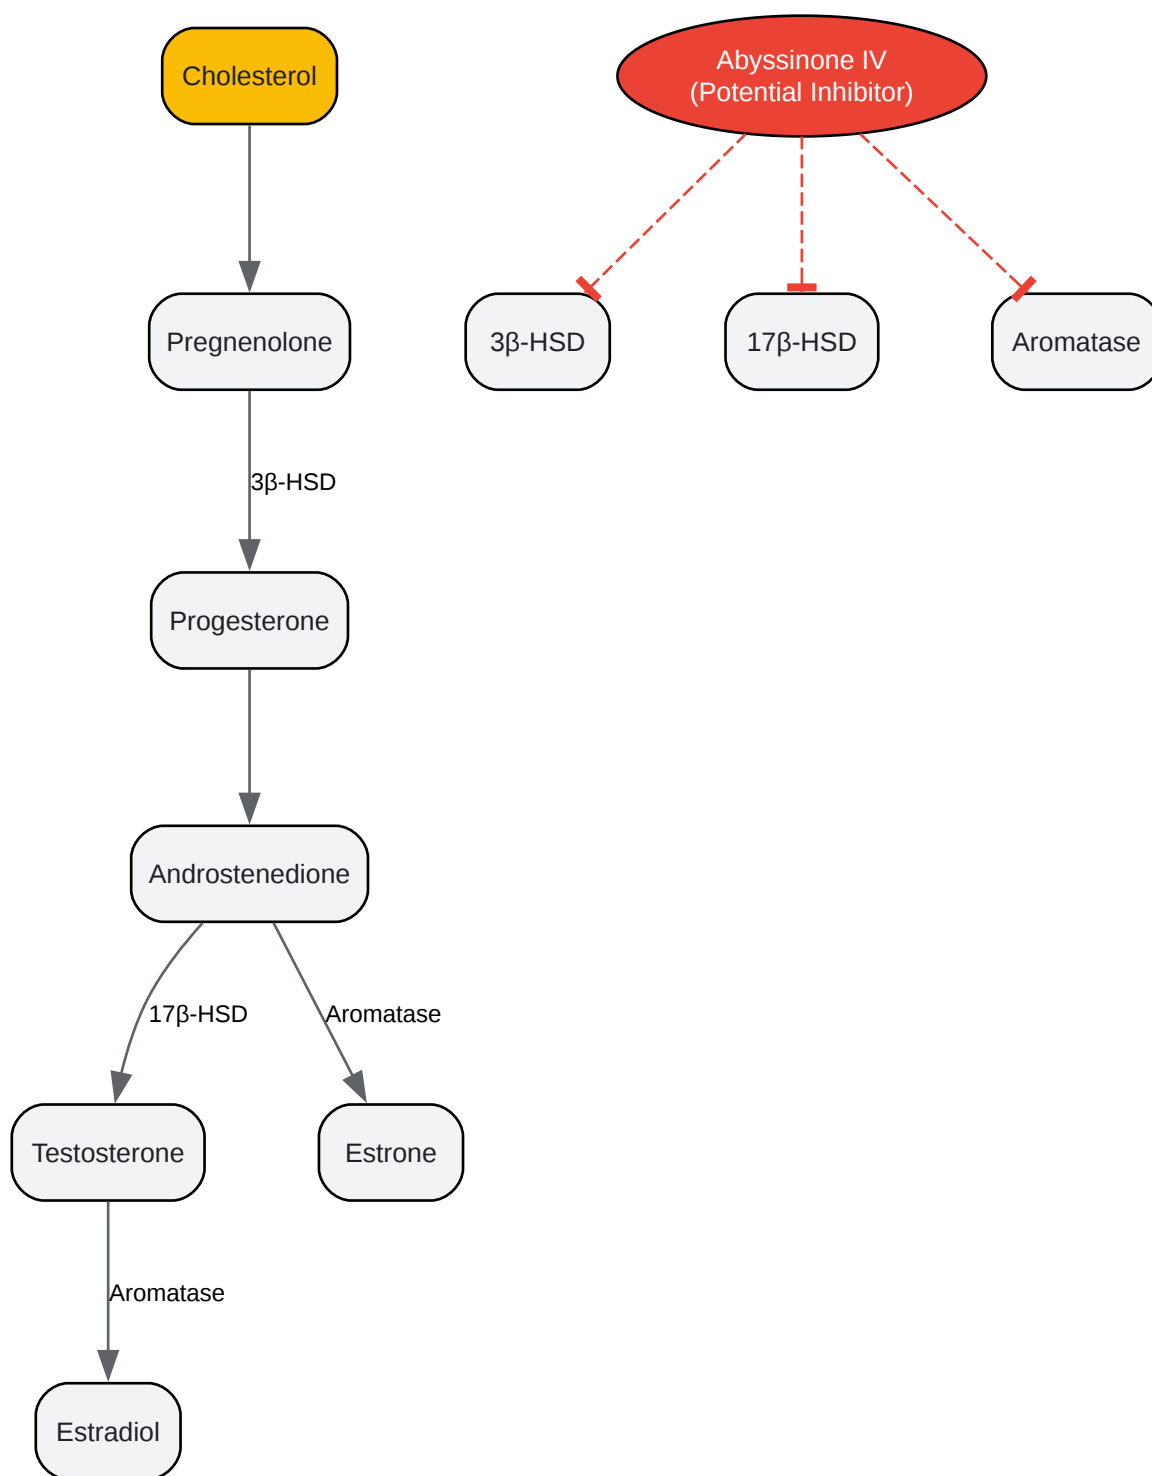 Cholesterol
Abyssinone IV
(Potential Inhibitor)
Pregnenolone
3β-HSD
17β-HSD
Aromatase
3β-HSD
Progesterone
Androstenedione
17β-HSD
Aromatase
Testosterone
Estrone
Aromatase
Estradiol